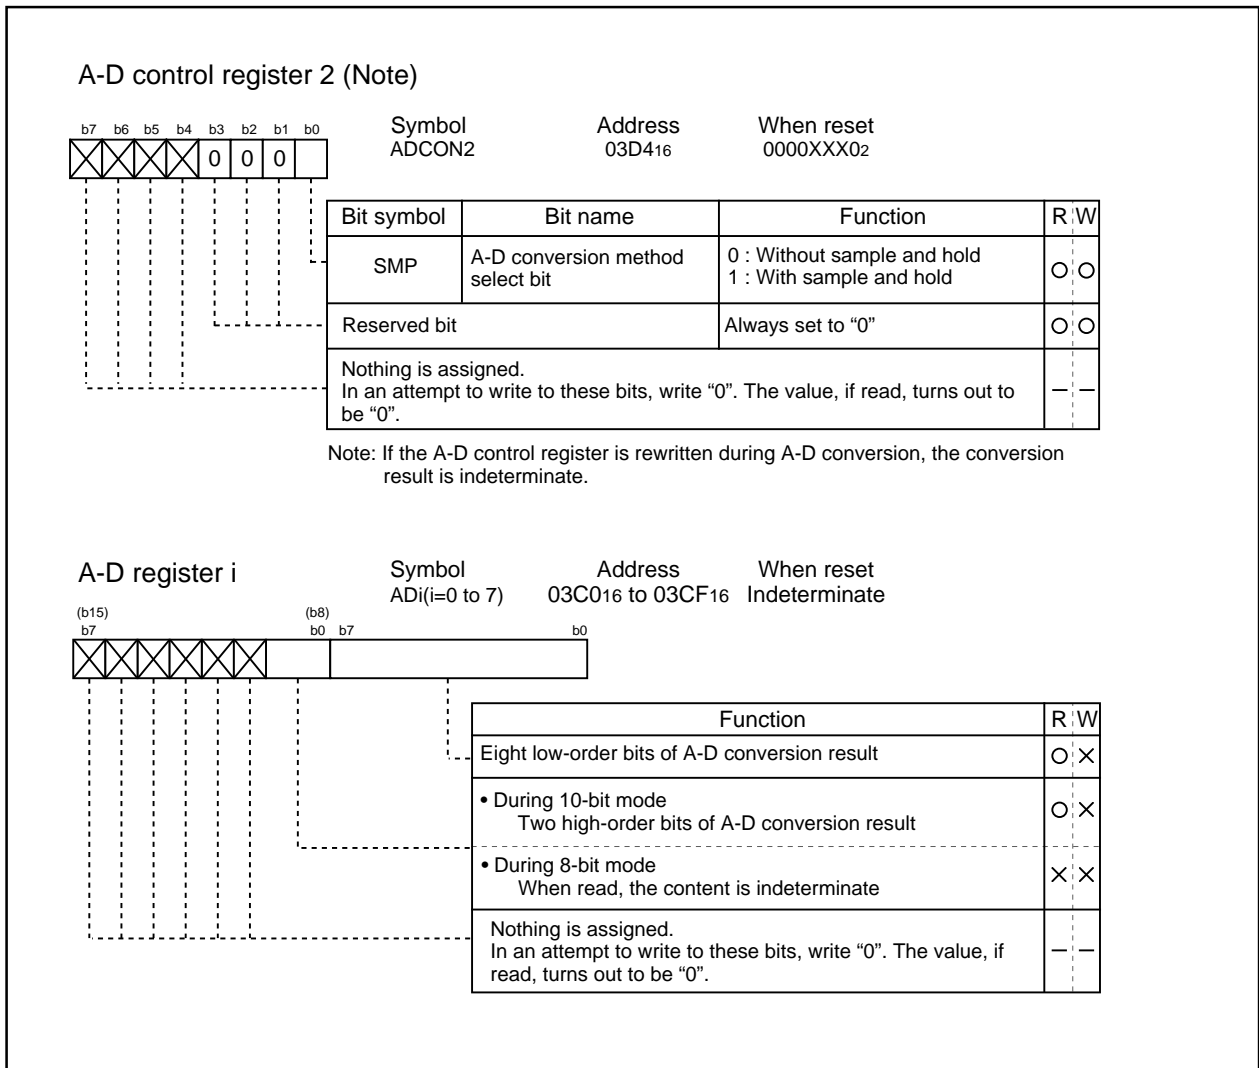 A-D control register 2 (Note)
b7 b6 b5 b4 b3 b2 b1 b0
0 0 0
Symbol Address When reset
ADCON2 03D416 0000XXX02
Bit symbol Bit name Function R W
SMP A-D conversion method select bit 0 : Without sample and hold
1 : With sample and hold
Reserved bit Always set to “0”
Nothing is assigned.
In an attempt to write to these bits, write “0”. The value, if read, turns out to
be “0”.
Note: If the A-D control register is rewritten during A-D conversion, the conversion
result is indeterminate.
A-D register i
Symbol Address When reset
ADi(i=0 to 7) 03C016 to 03CF16 Indeterminate
(b15) (b8)
b7 b0 b7 b0
Function R W
Eight low-order bits of A-D conversion result
• During 10-bit mode
Two high-order bits of A-D conversion result
• During 8-bit mode
When read, the content is indeterminate
Nothing is assigned.
In an attempt to write to these bits, write “0”. The value, if
read, turns out to be “0”.